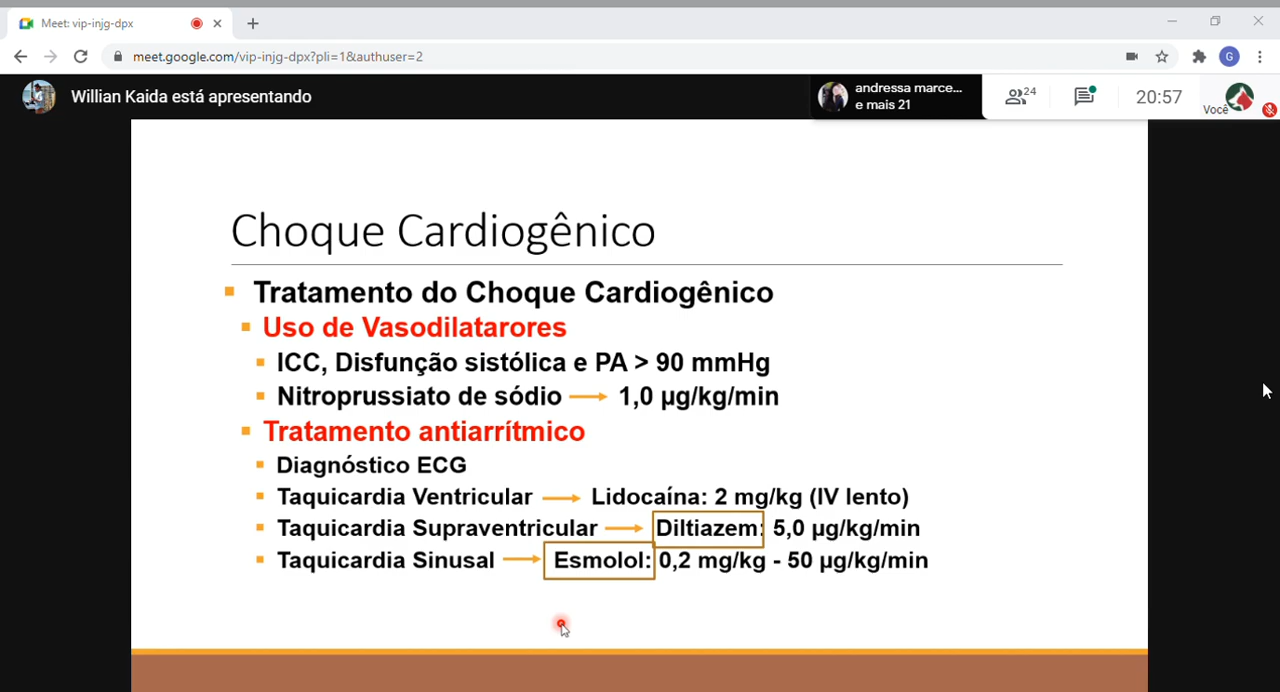 Meet: vip-injg-dpx
meet.google.com/vip-injg-dpx?pli=1&authuser=2
G
Willian Kaida está apresentando
andressa marce...
e mais 21
24
20:57
Você
Choque Cardiogênico
Tratamento do Choque Cardiogênico
Uso de Vasodilatarores
ICC, Disfunção sistólica e PA > 90 mmHg
Nitroprussiato de sódio → 1,0 µg/kg/min
Tratamento antiarrítmico
Diagnóstico ECG
Taquicardia Ventricular → Lidocaína: 2 mg/kg (IV lento)
Taquicardia Supraventricular → Diltiazem: 5,0 µg/kg/min
Taquicardia Sinusal → Esmolol: 0,2 mg/kg - 50 µg/kg/min